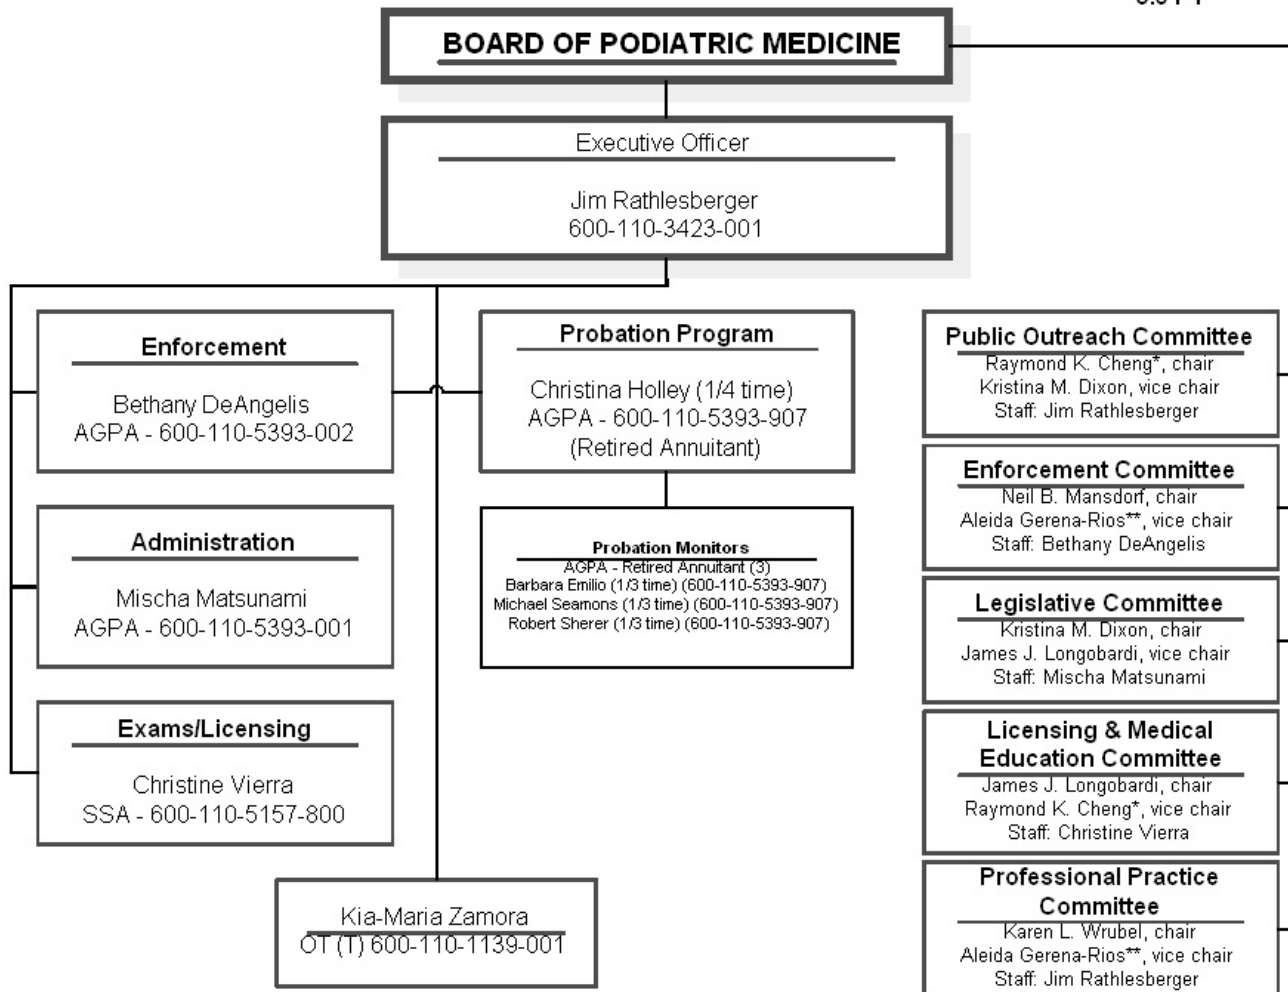 BOARD OF PODIATRIC MEDICINE
Executive Officer
Jim Rathlesberger
600-110-3423-001
Enforcement
Bethany DeAngelis
AGPA - 600-110-5393-002
Probation Program
Christina Holley (1/4 time)
AGPA - 600-110-5393-907
(Retired Annuitant)
Administration
Mischa Matsunami
AGPA - 600-110-5393-001
Probation Monitors
AGPA - Retired Annuitant (3)
Barbara Emilio (1/3 time) (600-110-5393-907)
Michael Seamons (1/3 time) (600-110-5393-907)
Robert Sherer (1/3 time) (600-110-5393-907)
Exams/Licensing
Christine Vierra
SSA - 600-110-5157-800
Kia-Maria Zamora
OT (T) 600-110-1139-001
Public Outreach Committee
Raymond K. Cheng*, chair
Kristina M. Dixon, vice chair
Staff: Jim Rathlesberger
Enforcement Committee
Neil B. Mansdorf, chair
Aleida Gerena-Rios**, vice chair
Staff: Bethany DeAngelis
Legislative Committee
Kristina M. Dixon, chair
James J. Longobardi, vice chair
Staff: Mischa Matsunami
Licensing & Medical
Education Committee
James J. Longobardi, chair
Raymond K. Cheng*, vice chair
Staff: Christine Vierra
Professional Practice
Committee
Karen L. Wrubel, chair
Aleida Gerena-Rios**, vice chair
Staff: Jim Rathlesberger